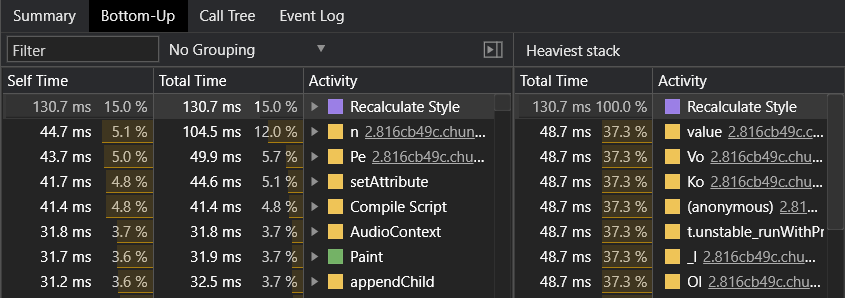 Summary Bottom-Up Call Tree Event Log
Filter No Grouping ▼ Heaviest stack
Self Time Total Time Activity Total Time Activity
130.7 ms 15.0 % 130.7 ms 15.0 % Recalculate Style 130.7 ms 100.0 % Recalculate Style
44.7 ms 5.1 % 104.5 ms 12.0 % n 2.816cb49c.chun... 48.7 ms 37.3 % value 2.816cb49c.c...
43.7 ms 5.0 % 49.9 ms 5.7 % Pe 2.816cb49c.chu... 48.7 ms 37.3 % Vo 2.816cb49c.chu...
41.7 ms 4.8 % 44.6 ms 5.1 % setAttribute 48.7 ms 37.3 % Ko 2.816cb49c.chu...
41.4 ms 4.8 % 41.4 ms 4.8 % Compile Script 48.7 ms 37.3 % (anonymous) 2.81...
31.8 ms 3.7 % 31.8 ms 3.7 % AudioContext 48.7 ms 37.3 % t.unstable_runWithPr
31.7 ms 3.6 % 31.9 ms 3.7 % Paint 48.7 ms 37.3 % _l 2.816cb49c.chu...
31.2 ms 3.6 % 32.5 ms 3.7 % appendChild 48.7 ms 37.3 % Ol 2.816cb49c.chu...